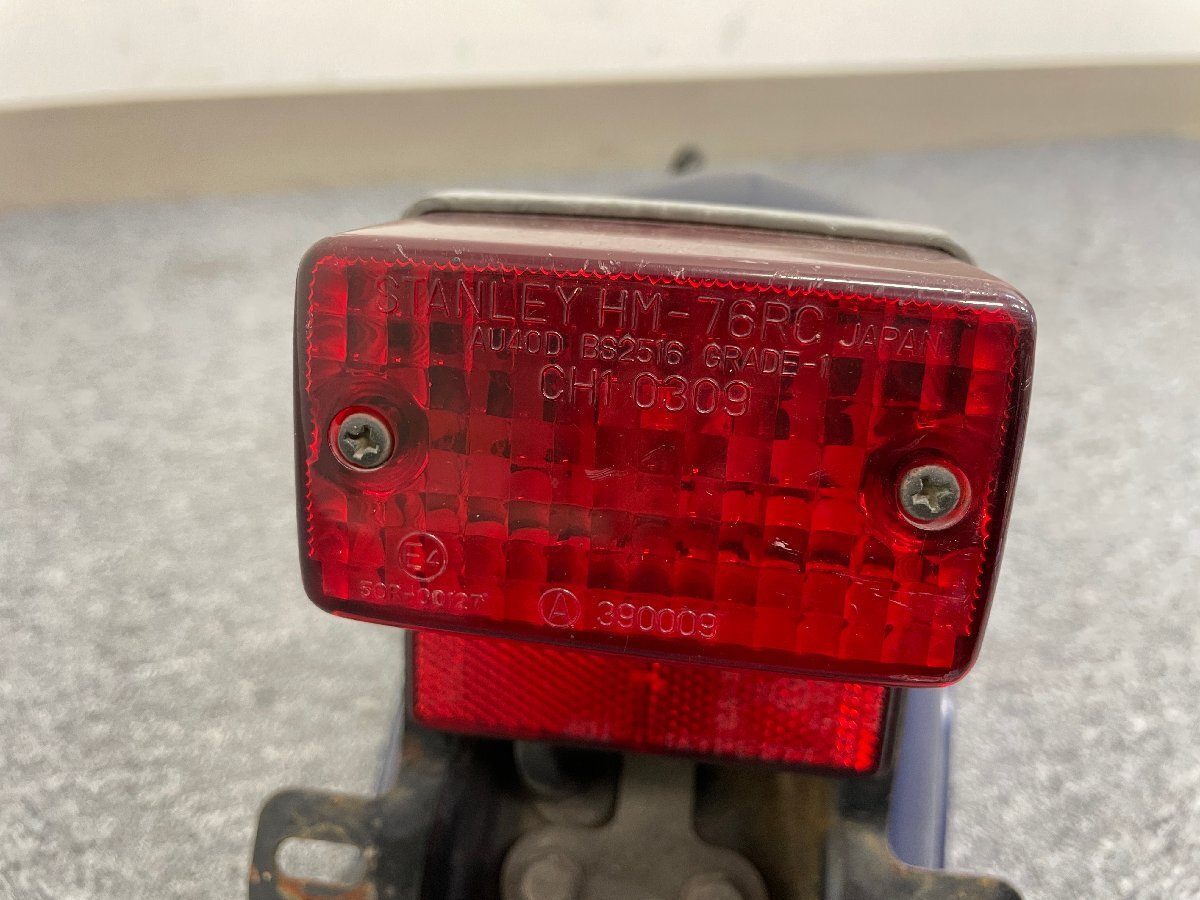 STANLEY HM-76RC JAPAN
AU40D BS2516 GRADE-1
CH1 0309
E4
50R-00127
A 390009